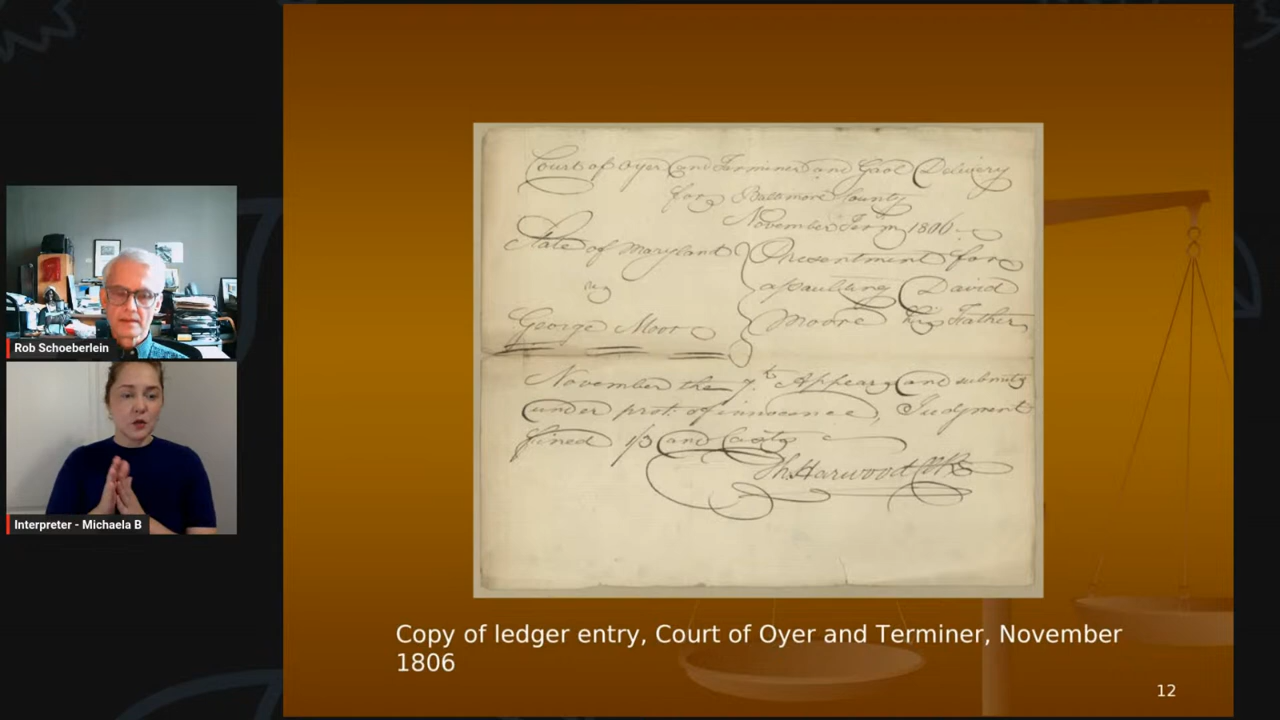 Court of Oyer and Terminer and Gaol Delivery
for Baltimore County
November Term 1806
State of Maryland
vs
George Moor
Presentment for
assaulting David
Moore his Father
November the 7th Appears and submits
under prot. of innocence, Judgment
fined 1/3 and Costs
Th. Harwood Clk
Copy of ledger entry, Court of Oyer and Terminer, November
1806
12
Rob Schoeberlein
Interpreter - Michaela B